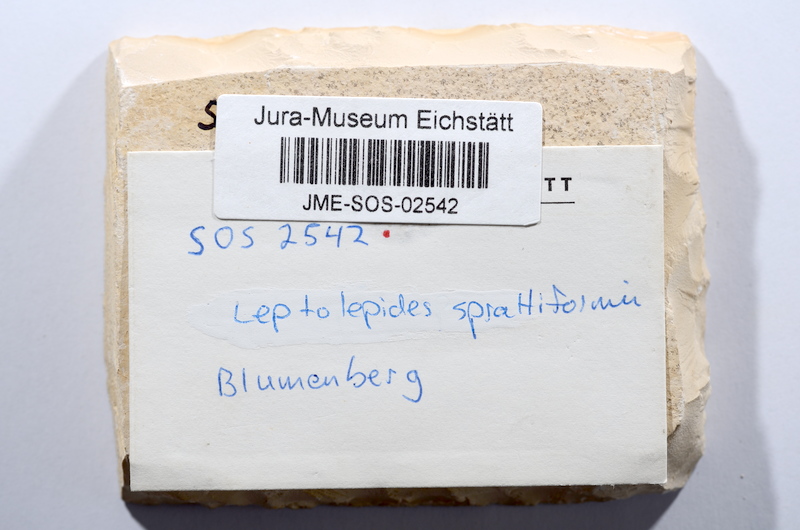 Jura-Museum Eichstätt
JME-SOS-02542
TT
SOS 2542
Leptolepides sprattiformis
Blumenberg